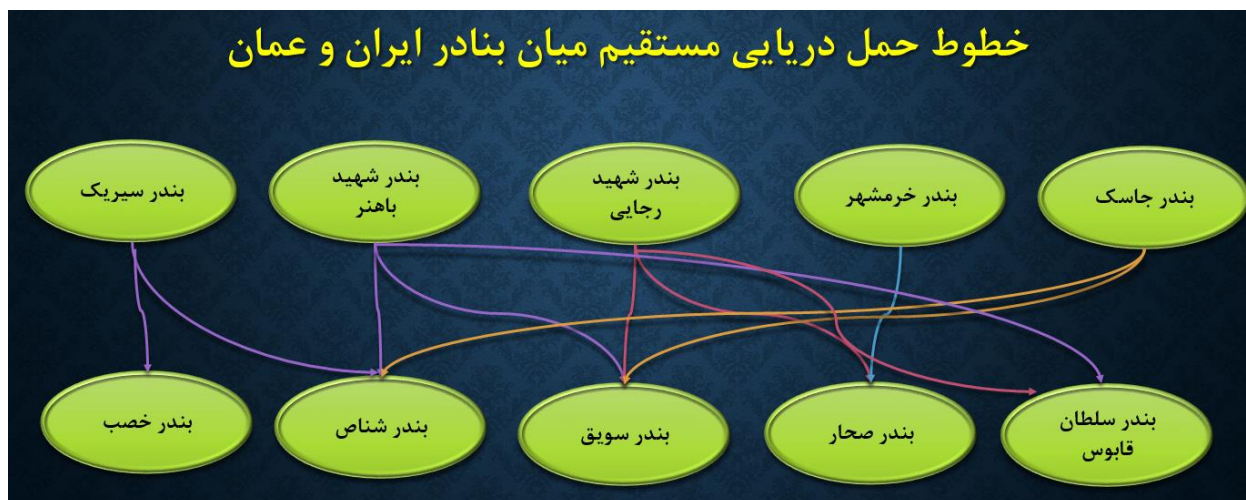 خطوط حمل دریایی مستقیم میان بنادر ایران و عمان
بندر جاسک
بندر خرمشهر
بندر شهید
رجایی
بندر شهید
باهنر
بندر سیریک
بندر سلطان
قابوس
بندر صحار
بندر سویق
بندر شناص
بندر خصب